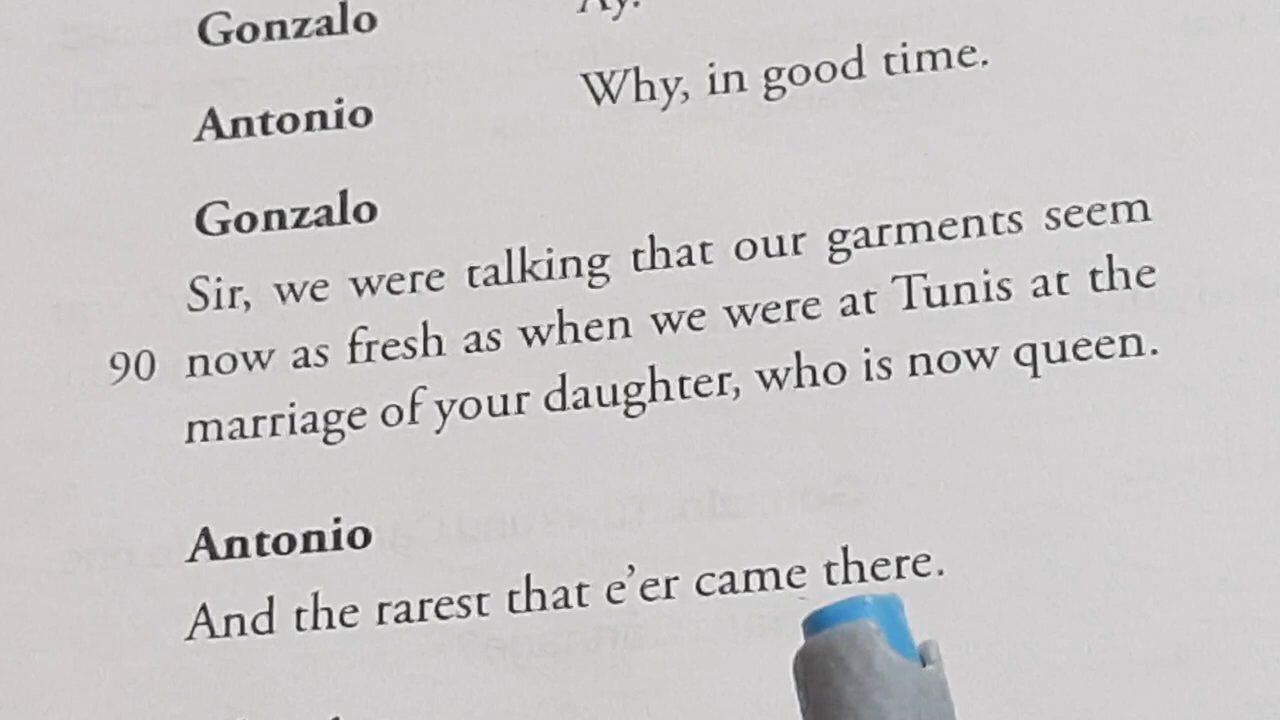 Gonzalo
Ay.
Antonio
Why, in good time.
Gonzalo
Sir, we were talking that our garments seem
90 now as fresh as when we were at Tunis at the
marriage of your daughter, who is now queen.
Antonio
And the rarest that e'er came there.